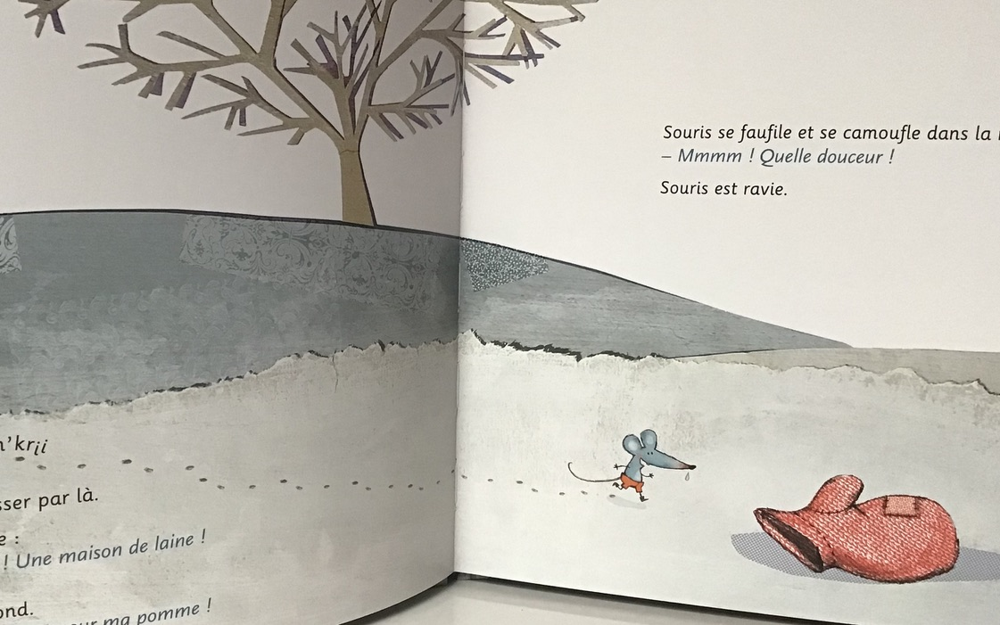 n'krii
sser par là.
e :
! Une maison de laine !
ond.
ur ma pomme !
Souris se faufile et se camoufle dans la
– Mmmm ! Quelle douceur !
Souris est ravie.